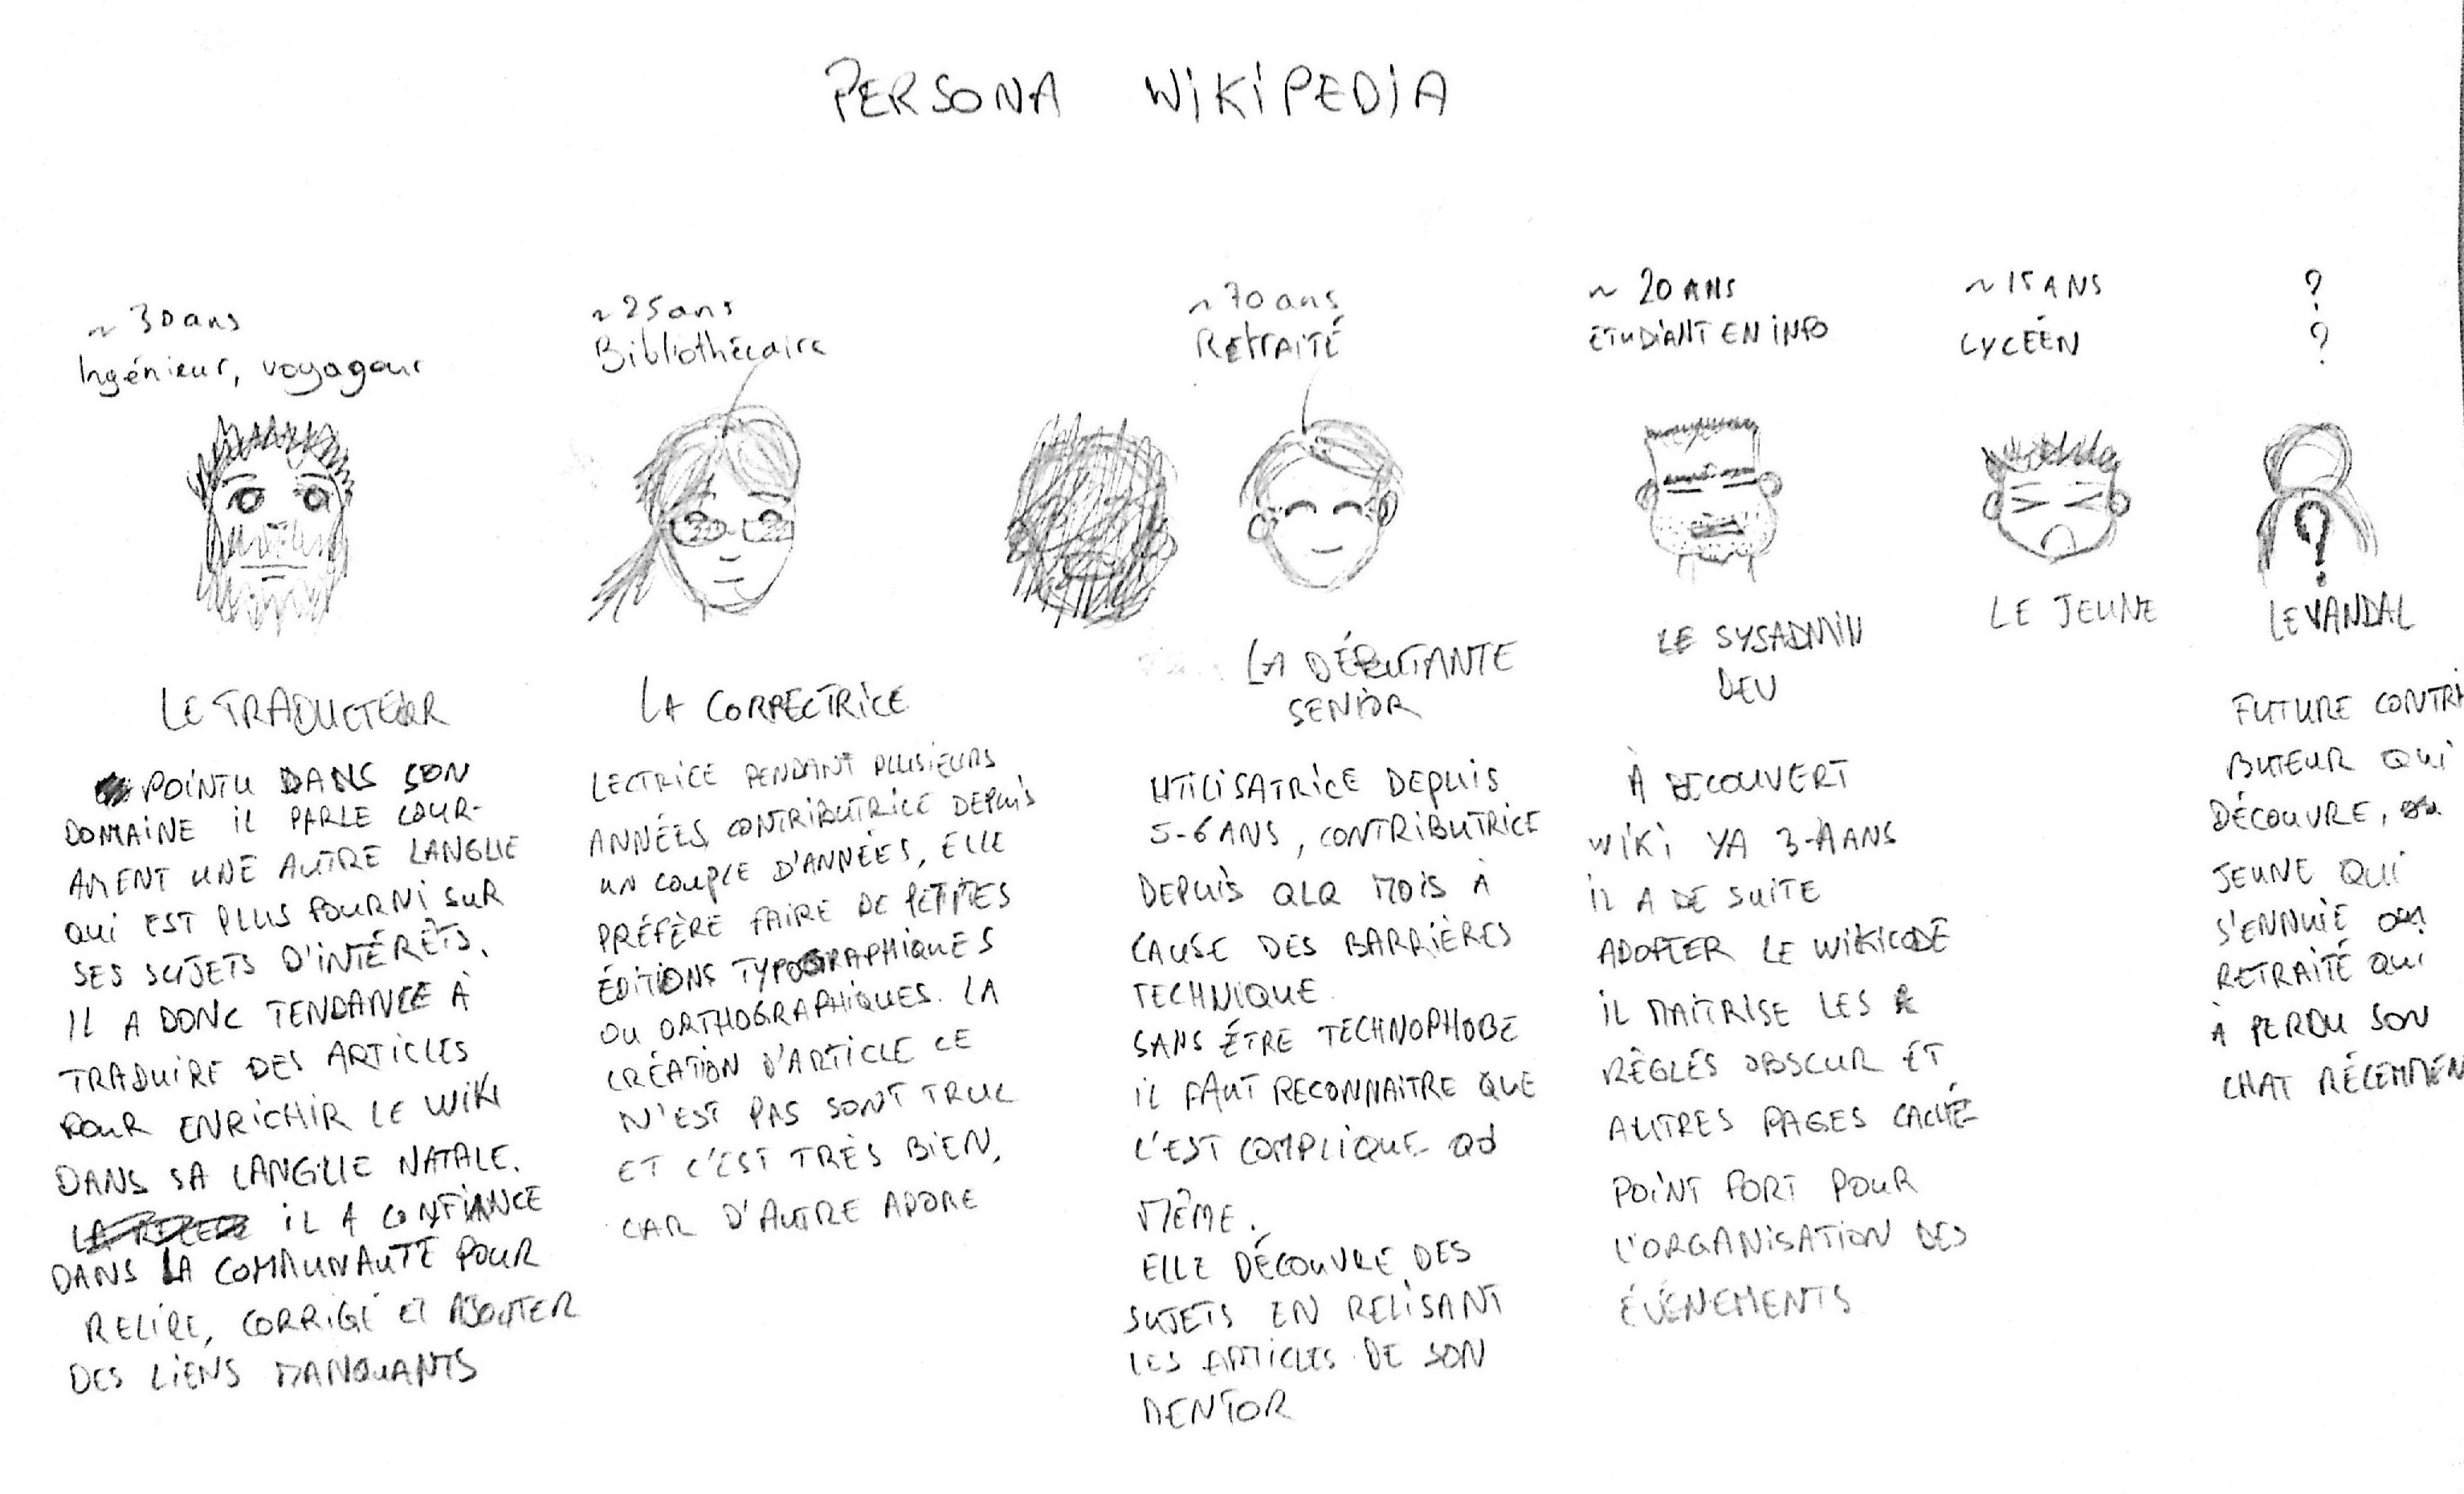 PERSONA WIKIPEDIA
~ 30 ans
Ingénieur, voyageur
LE TRADUCTEUR
POINTU DANS SON
DOMAINE IL PARLE COUR-
AMENT UNE AUTRE LANGUE
QUI EST PLUS FOURNI SUR
SES SUJETS D'INTÉRÊTS.
IL A DONC TENDANCE À
TRADUIRE DES ARTICLES
POUR ENRICHIR LE WIKI
DANS SA LANGUE NATALE.
IL A CONFIANCE
DANS LA COMMUNAUTÉ POUR
RELIRE, CORRIGÉ ET AJOUTER
DES LIENS MANQUANTS
~ 25 ans
Bibliothécaire
LA CORRECTRICE
LECTRICE PENDANT PLUSIEURS
ANNÉES, CONTRIBUTRICE DEPUIS
UN COUPLE D'ANNÉES, ELLE
PRÉFÈRE FAIRE DE PETITES
ÉDITIONS TYPOGRAPHIQUES
OU ORTHOGRAPHIQUES. LA
CRÉATION D'ARTICLE CE
N'EST PAS SONT TRUC
ET C'EST TRÈS BIEN,
CAR D'AUTRE ADORE
~ 70 ans
RETRAITÉ
LA DÉBUTANTE
SENIOR
UTILISATRICE DEPUIS
5-6 ANS, CONTRIBUTRICE
DEPUIS QLQ MOIS À
CAUSE DES BARRIÈRES
TECHNIQUE.
SANS ÊTRE TECHNOPHOBE
IL FAUT RECONNAITRE QUE
C'EST COMPLIQUE Qd
MÊME.
ELLE DÉCOUVRE DES
SUJETS EN RELISANT
LES ARTICLES DE SON
MENTOR
~ 20 ANS
ETUDIANT EN INFO
LE SYSADMIN
DEV
À DECOUVERT
WIKI YA 3-4 ANS
IL A DE SUITE
ADOPTER LE WIKICODE
IL MAITRISE LES
RÈGLES OBSCUR ET
AUTRES PAGES CACHÉ
POINT FORT POUR
L'ORGANISATION DES
ÉVÉNEMENTS
~ 15 ANS
LYCÉEN
LE JEUNE
?
?
?
LE VANDAL
FUTURE CONTRI
BUTEUR QUI
DÉCOUVRE,
JEUNE QUI
S'ENNUIE OU
RETRAITÉ QUI
À PERDU SON
CHAT RÉCEMMEN